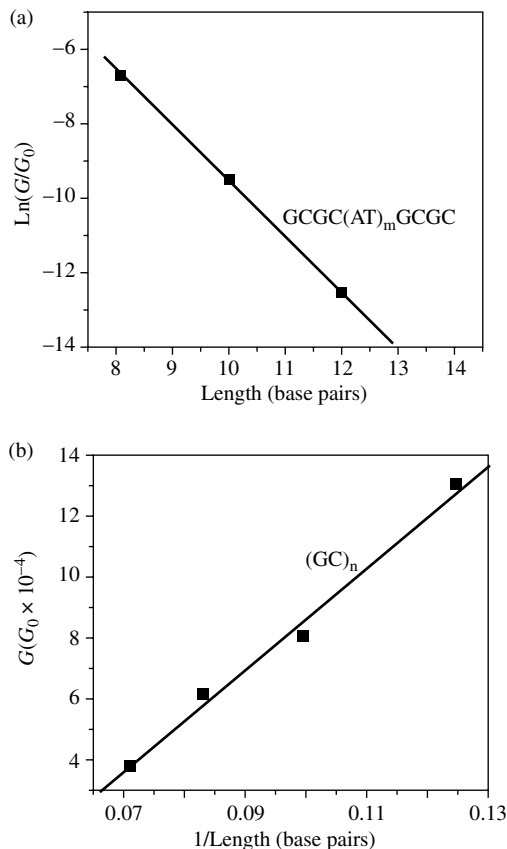 (a)
−6
−8
−10
−12
−14
Ln(G/G₀)
GCGC(AT)ₘGCGC
8 9 10 11 12 13 14
Length (base pairs)
(b)
14
12
10
8
6
4
G(G₀ × 10⁻⁴)
(GC)ₙ
0.07 0.09 0.11 0.13
1/Length (base pairs)